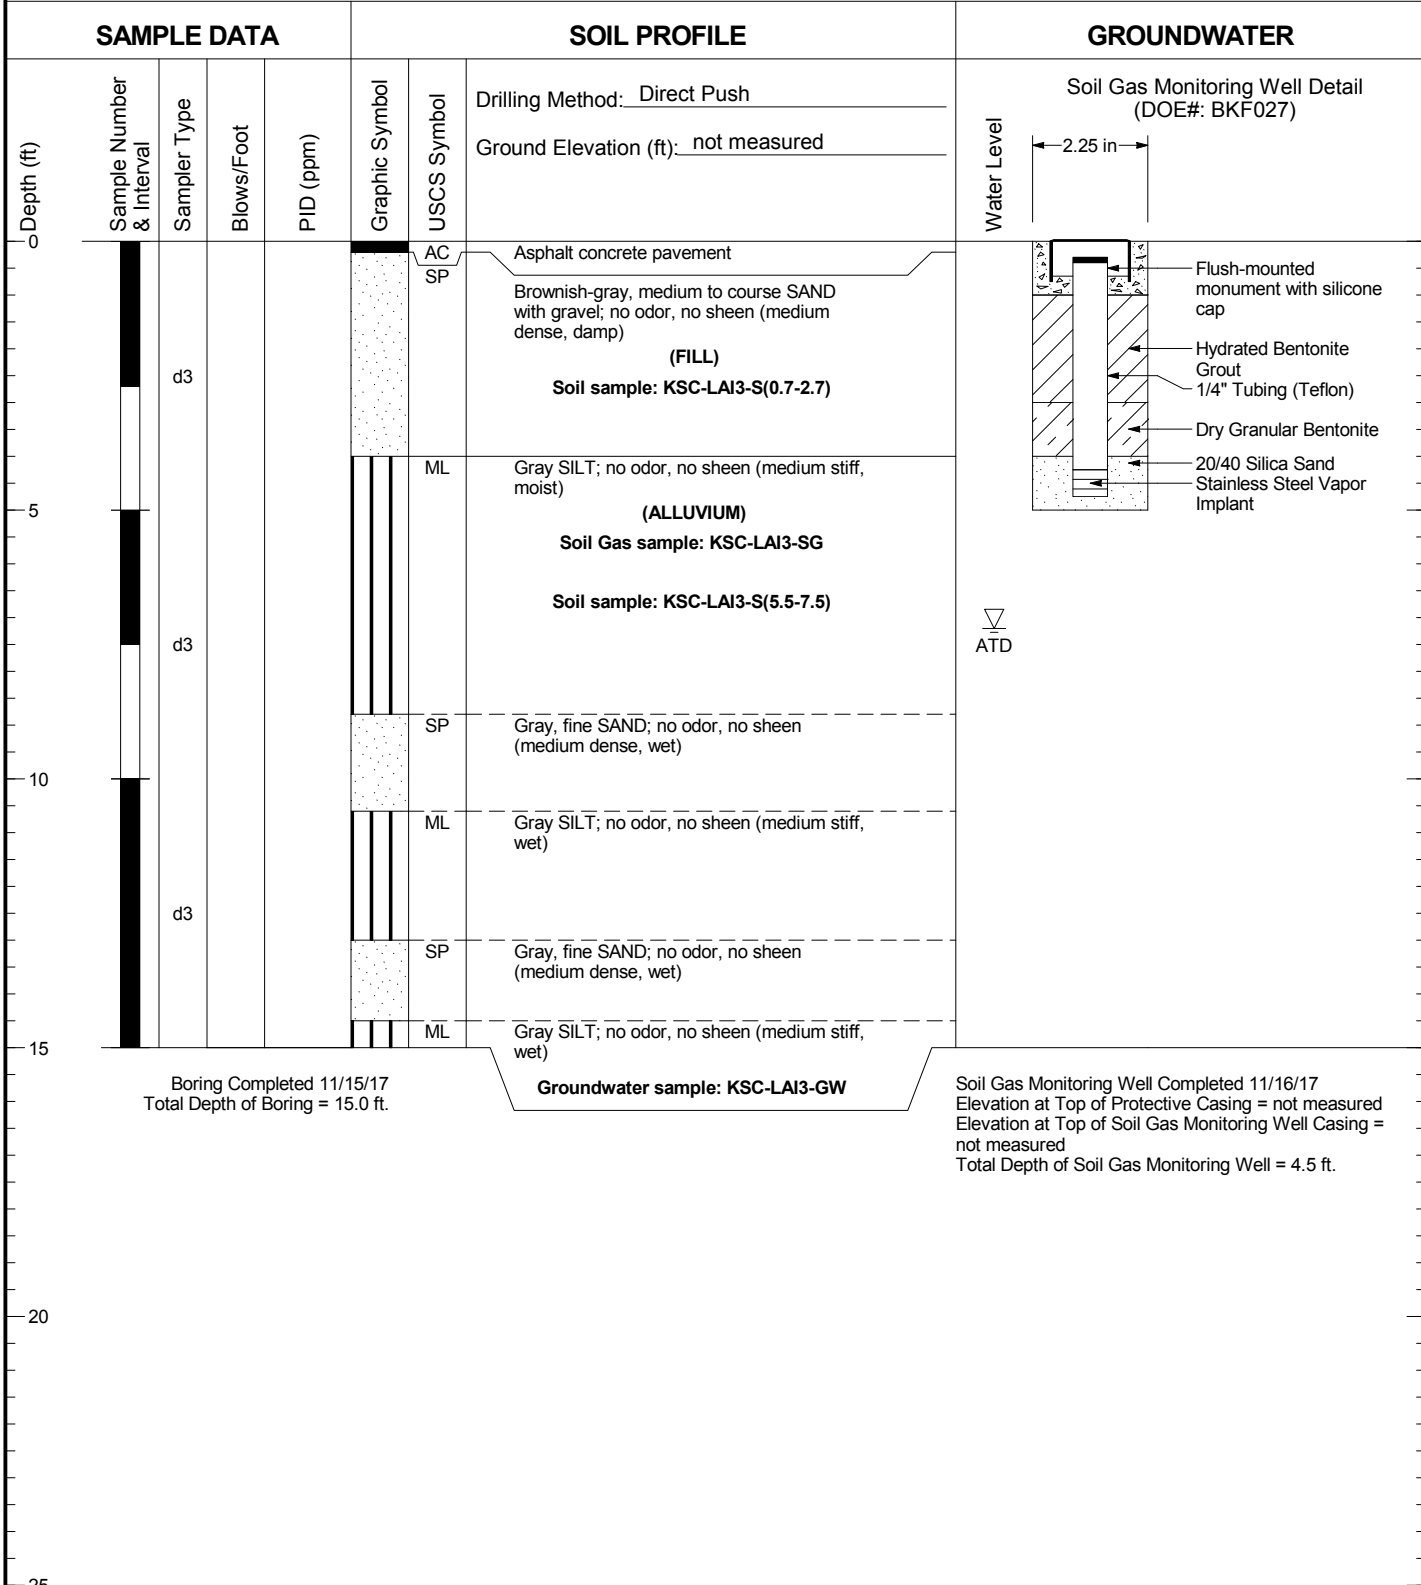 SAMPLE DATA
SOIL PROFILE
GROUNDWATER
Depth (ft)
Sample Number
& Interval
Sampler Type
Blows/Foot
PID (ppm)
Graphic Symbol
USCS Symbol
Drilling Method: Direct Push
Ground Elevation (ft): not measured
Water Level
Soil Gas Monitoring Well Detail
(DOE#: BKF027)
2.25 in
0
AC
Asphalt concrete pavement
SP
Brownish-gray, medium to course SAND
with gravel; no odor, no sheen (medium
dense, damp)
(FILL)
d3
Soil sample: KSC-LAI3-S(0.7-2.7)
Flush-mounted
monument with silicone
cap
Hydrated Bentonite
Grout
1/4" Tubing (Teflon)
Dry Granular Bentonite
20/40 Silica Sand
Stainless Steel Vapor
Implant
ML
Gray SILT; no odor, no sheen (medium stiff,
moist)
5
(ALLUVIUM)
Soil Gas sample: KSC-LAI3-SG
Soil sample: KSC-LAI3-S(5.5-7.5)
d3
ATD
SP
Gray, fine SAND; no odor, no sheen
(medium dense, wet)
10
ML
Gray SILT; no odor, no sheen (medium stiff,
wet)
d3
SP
Gray, fine SAND; no odor, no sheen
(medium dense, wet)
ML
Gray SILT; no odor, no sheen (medium stiff,
wet)
15
Groundwater sample: KSC-LAI3-GW
Boring Completed 11/15/17
Total Depth of Boring = 15.0 ft.
Soil Gas Monitoring Well Completed 11/16/17
Elevation at Top of Protective Casing = not measured
Elevation at Top of Soil Gas Monitoring Well Casing =
not measured
Total Depth of Soil Gas Monitoring Well = 4.5 ft.
20
25